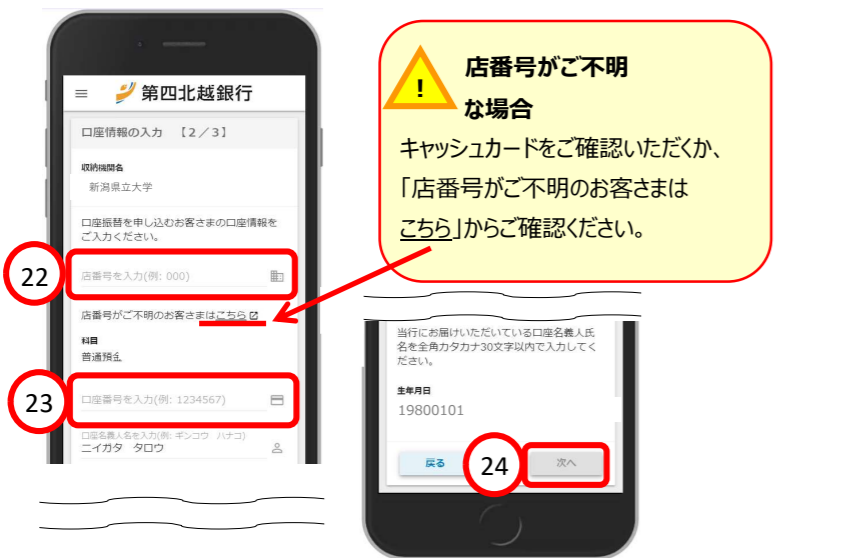 第四北越銀行
口座情報の入力 【2／3】
収納機関名
新潟県立大学
口座振替を申し込むお客さまの口座情報を
ご入力ください。
22
店番号を入力(例: 000)
店番号がご不明のお客さまはこちら
科目
普通預金
23
口座番号を入力(例: 1234567)
口座名義人名を入力(例: ギンコウ ハナコ)
ニイガタ タロウ
!
店番号がご不明
な場合
キャッシュカードをご確認いただくか、
「店番号がご不明のお客さまは
こちら」からご確認ください。
当行にお届けいただいている口座名義人氏
名を全角カタカナ30文字以内で入力してく
ださい。
生年月日
19800101
戻る
24
次へ